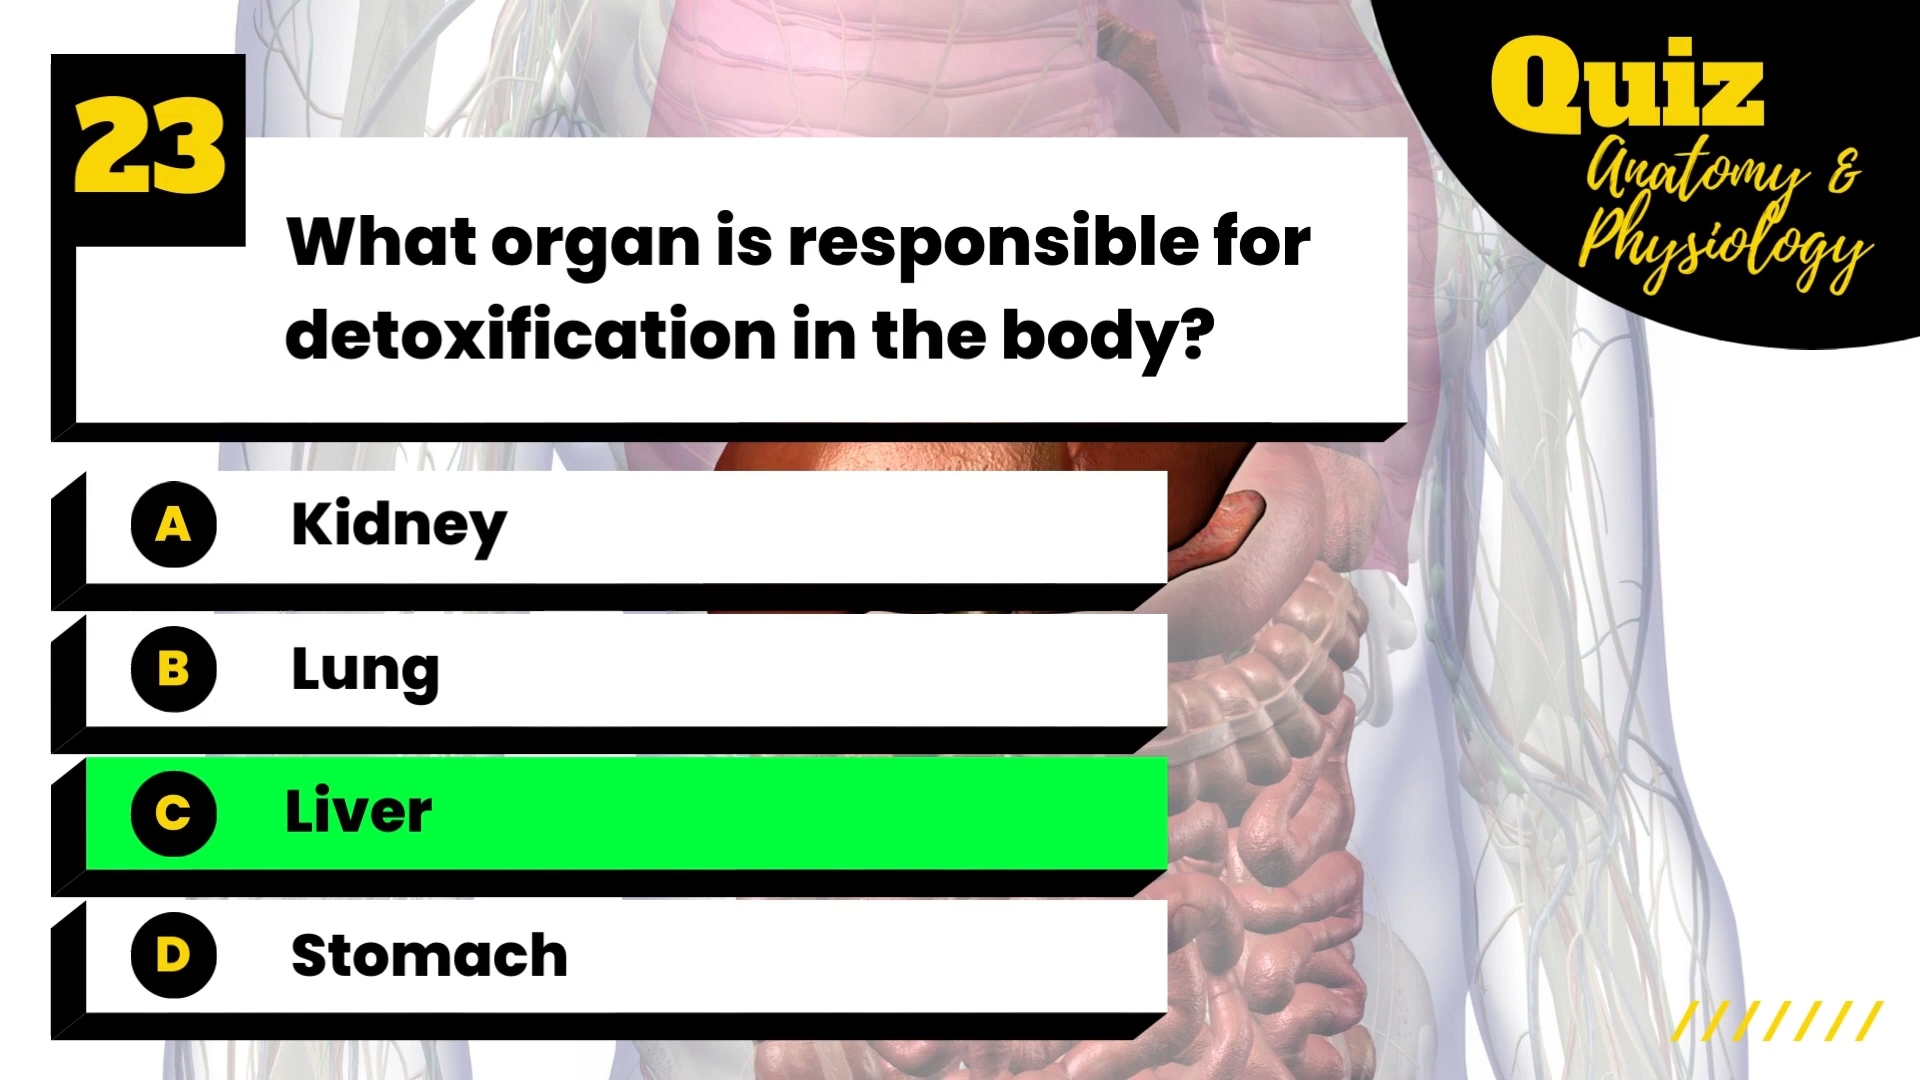 23
Quiz
Anatomy &
Physiology
What organ is responsible for
detoxification in the body?
A Kidney
B Lung
C Liver
D Stomach